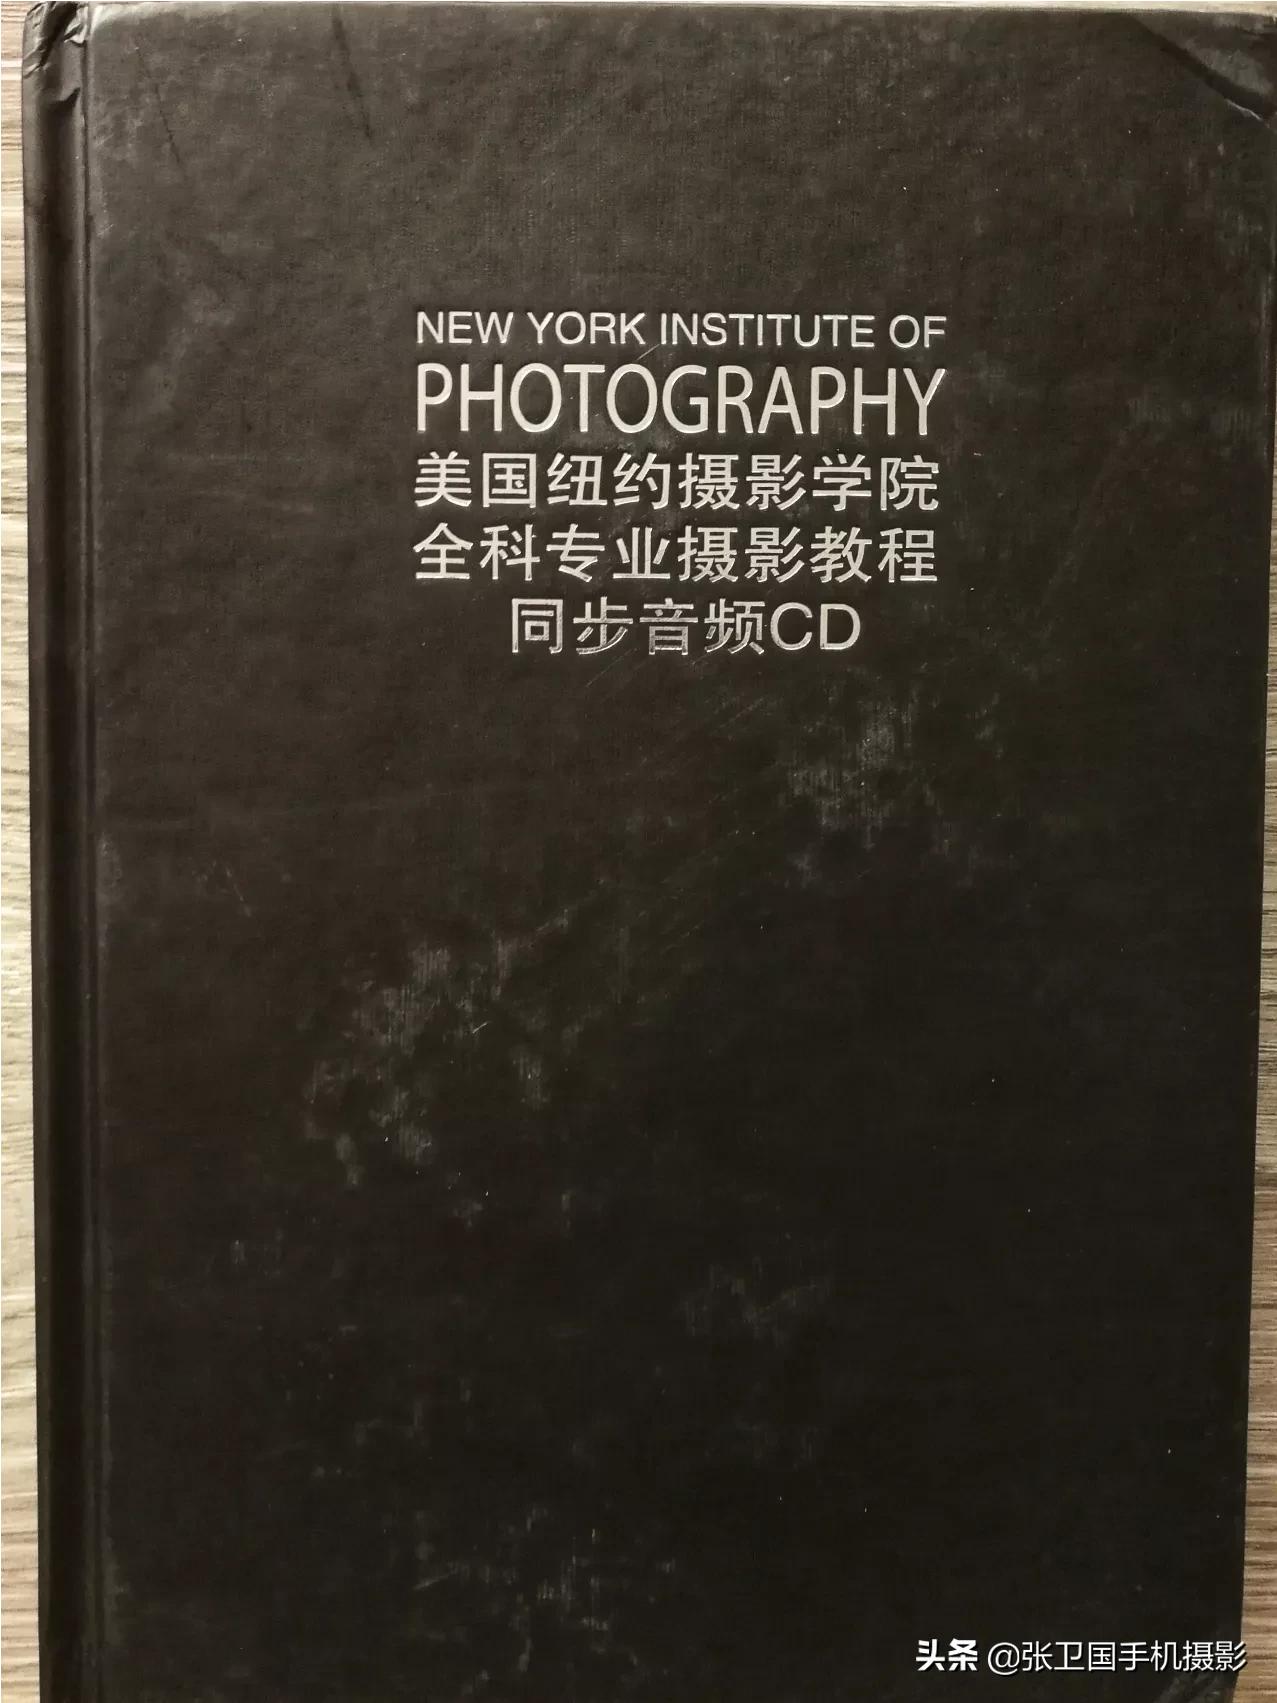 NEW YORK INSTITUTE OF
PHOTOGRAPHY
美国纽约摄影学院
全科专业摄影教程
同步音频CD
头条 @张卫国手机摄影